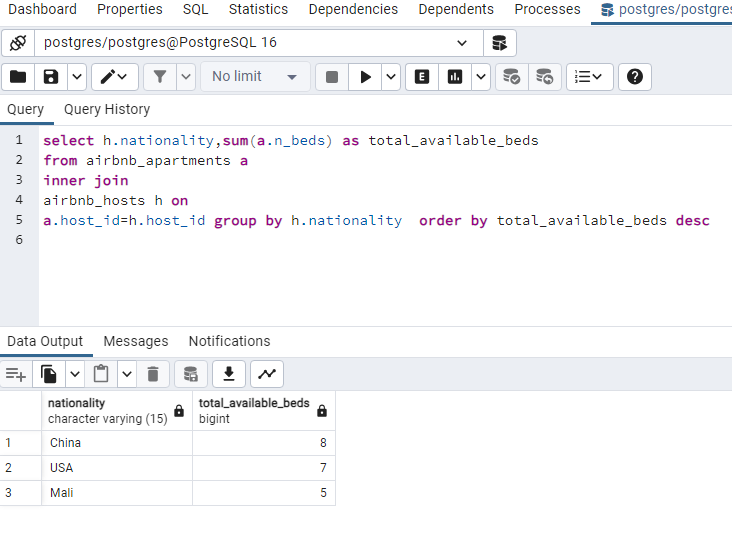 Dashboard Properties SQL Statistics Dependencies Dependents Processes postgres/postgres
postgres/postgres@PostgreSQL 16
No limit E
Query Query History
1 select h.nationality,sum(a.n_beds) as total_available_beds
2 from airbnb_apartments a
3 inner join
4 airbnb_hosts h on
5 a.host_id=h.host_id group by h.nationality  order by total_available_beds desc
6
Data Output Messages Notifications
nationality total_available_beds
character varying (15) bigint
1 China 8
2 USA 7
3 Mali 5